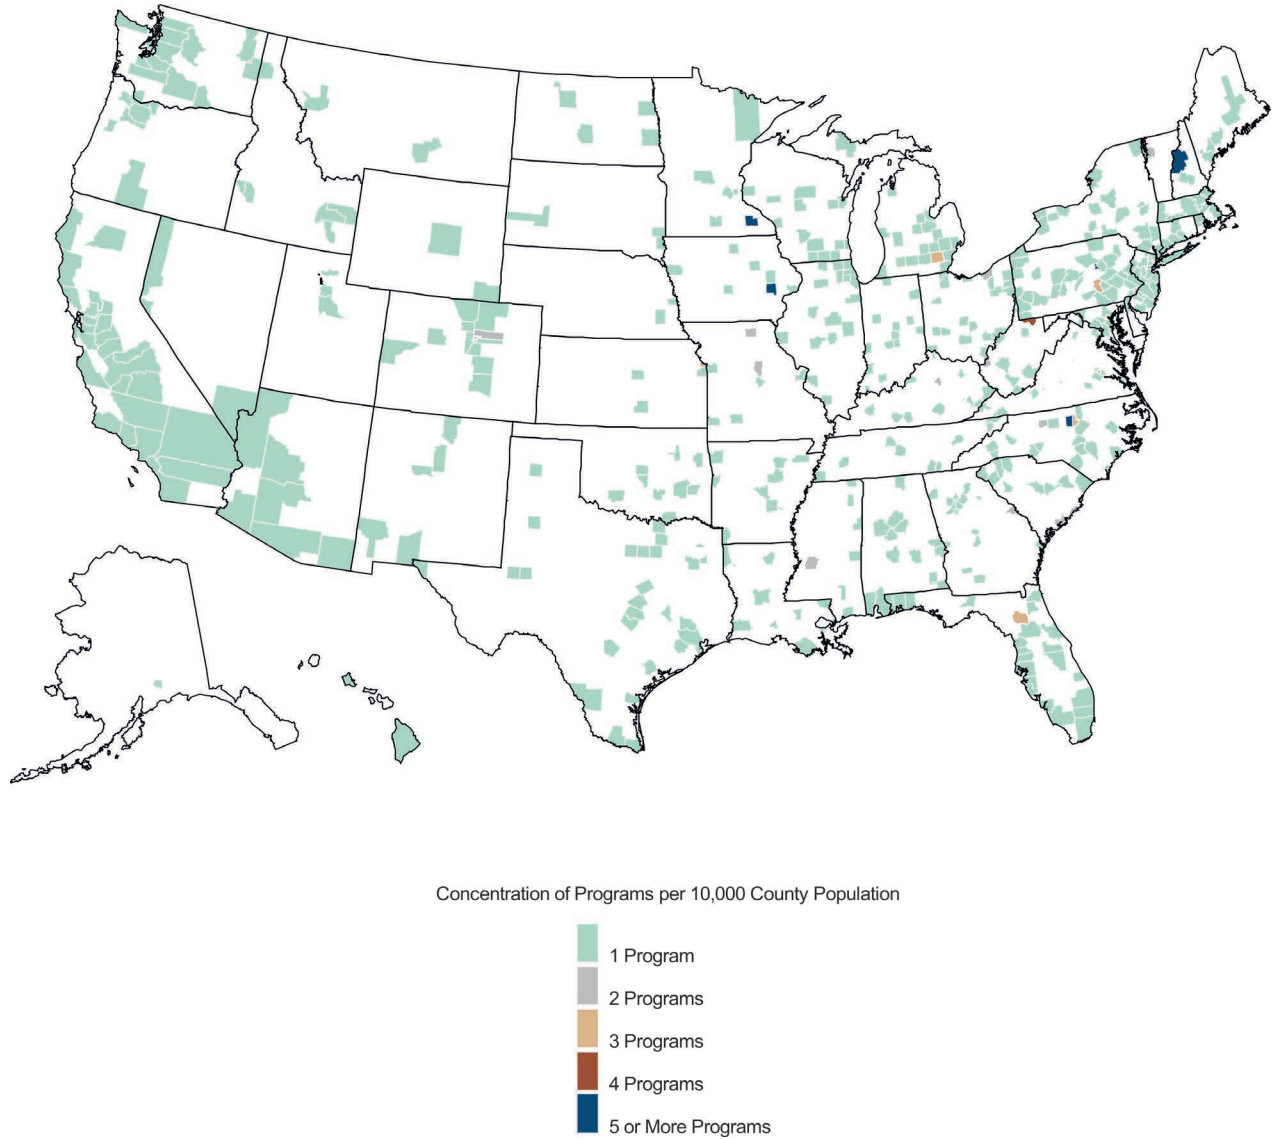 Concentration of Programs per 10,000 County Population
1 Program
2 Programs
3 Programs
4 Programs
5 or More Programs